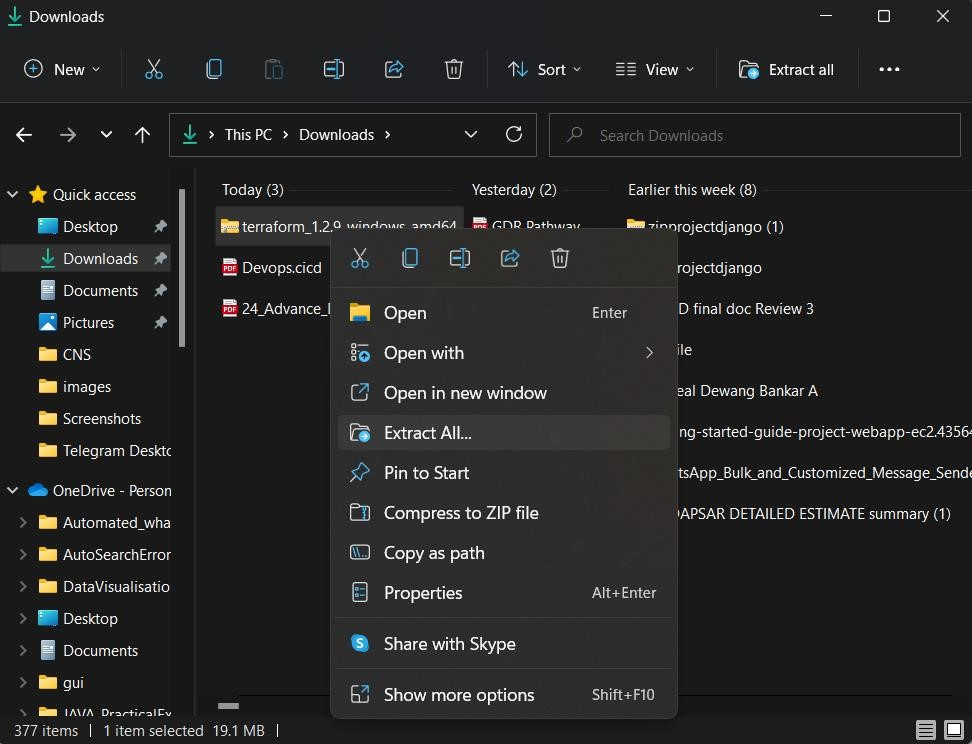 Downloads
New
Sort
View
Extract all
This PC > Downloads >
Search Downloads
Quick access
Desktop
Downloads
Documents
Pictures
CNS
images
Screenshots
Telegram Deskto
OneDrive - Person
Automated_wha
AutoSearchError
DataVisualisatio
Desktop
Documents
gui
JAVA_PracticalEx
Today (3)
terraform_1.2.9_windows_amd64
Devops.cicd
24_Advance_
Yesterday (2)
GDR Pathway
Earlier this week (8)
zipprojectdjango (1)
rojectdjango
D final doc Review 3
ile
eal Dewang Bankar A
ng-started-guide-project-webapp-ec2.43564
tsApp_Bulk_and_Customized_Message_Sende
DAPSAR DETAILED ESTIMATE summary (1)
Open Enter
Open with
Open in new window
Extract All...
Pin to Start
Compress to ZIP file
Copy as path
Properties Alt+Enter
Share with Skype
Show more options Shift+F10
377 items | 1 item selected 19.1 MB |